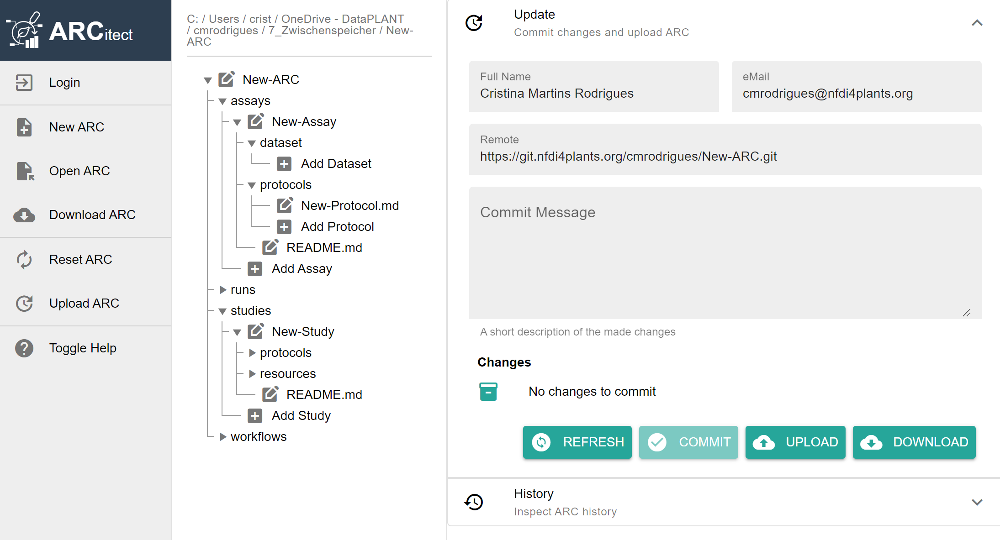 ARCitect
Login
New ARC
Open ARC
Download ARC
Reset ARC
Upload ARC
Toggle Help
C: / Users / crist / OneDrive - DataPLANT
/ cmrodrigues / 7_Zwischenspeicher / New-
ARC
New-ARC
assays
New-Assay
dataset
Add Dataset
protocols
New-Protocol.md
Add Protocol
README.md
Add Assay
runs
studies
New-Study
protocols
resources
README.md
Add Study
workflows
Update
Commit changes and upload ARC
Full Name
Cristina Martins Rodrigues
eMail
cmrodrigues@nfdi4plants.org
Remote
https://git.nfdi4plants.org/cmrodrigues/New-ARC.git
Commit Message
A short description of the made changes
Changes
No changes to commit
REFRESH
COMMIT
UPLOAD
DOWNLOAD
History
Inspect ARC history